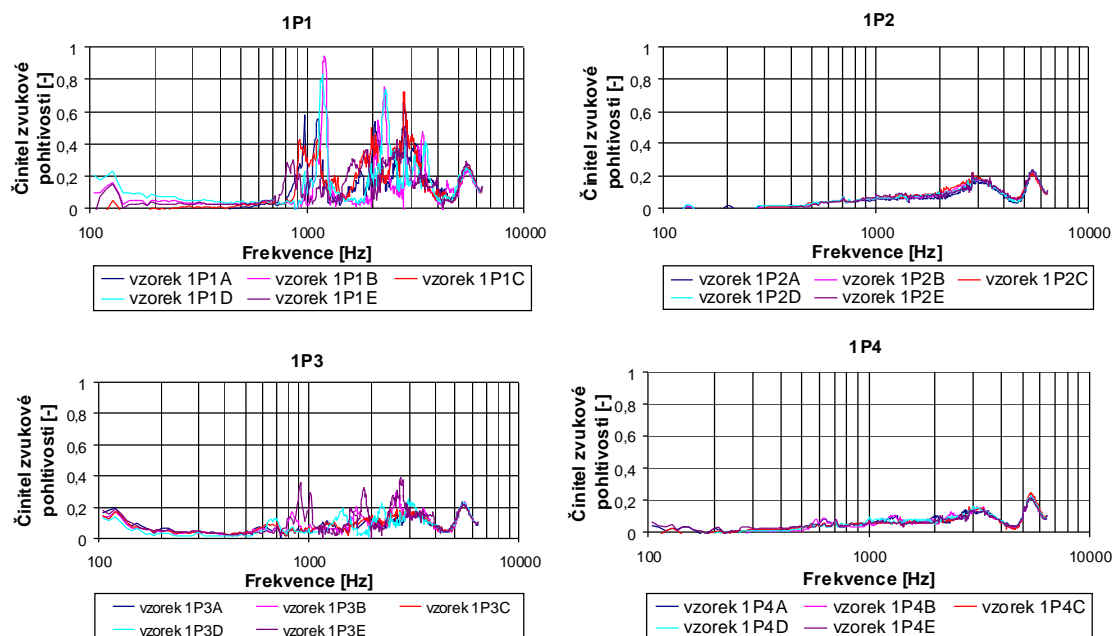 1P1
Činitel zvukové
pohltivosti [-]
1
0,8
0,6
0,4
0,2
0
100 1000 10000
Frekvence [Hz]
vzorek 1P1A vzorek 1P1B vzorek 1P1C
vzorek 1P1D vzorek 1P1E
1P2
Činitel zvukové
pohltivosti [-]
1
0,8
0,6
0,4
0,2
0
100 1000 10000
Frekvence [Hz]
vzorek 1P2A vzorek 1P2B vzorek 1P2C
vzorek 1P2D vzorek 1P2E
1P3
Činitel zvukové
pohltivosti [-]
1
0,8
0,6
0,4
0,2
0
100 1000 10000
Frekvence [Hz]
vzorek 1P3A vzorek 1P3B vzorek 1P3C
vzorek 1P3D vzorek 1P3E
1P4
Činitel zvukové
pohltivosti [-]
1
0,8
0,6
0,4
0,2
0
100 1000 10000
Frekvence [Hz]
vzorek 1P4A vzorek 1P4B vzorek 1P4C
vzorek 1P4D vzorek 1P4E